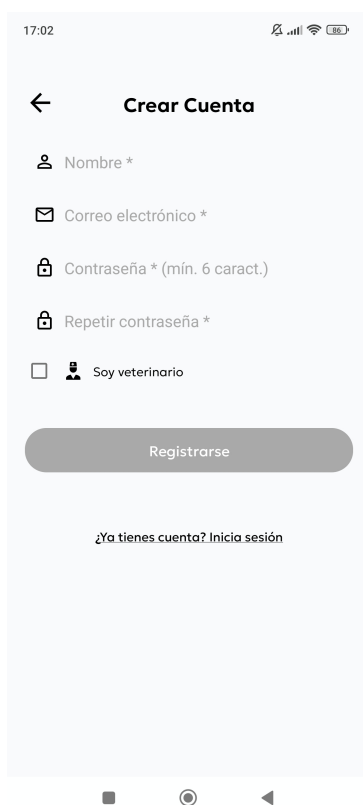 17:02
86
Crear Cuenta
Nombre *
Correo electrónico *
Contraseña * (mín. 6 caract.)
Repetir contraseña *
Soy veterinario
Registrarse
¿Ya tienes cuenta? Inicia sesión